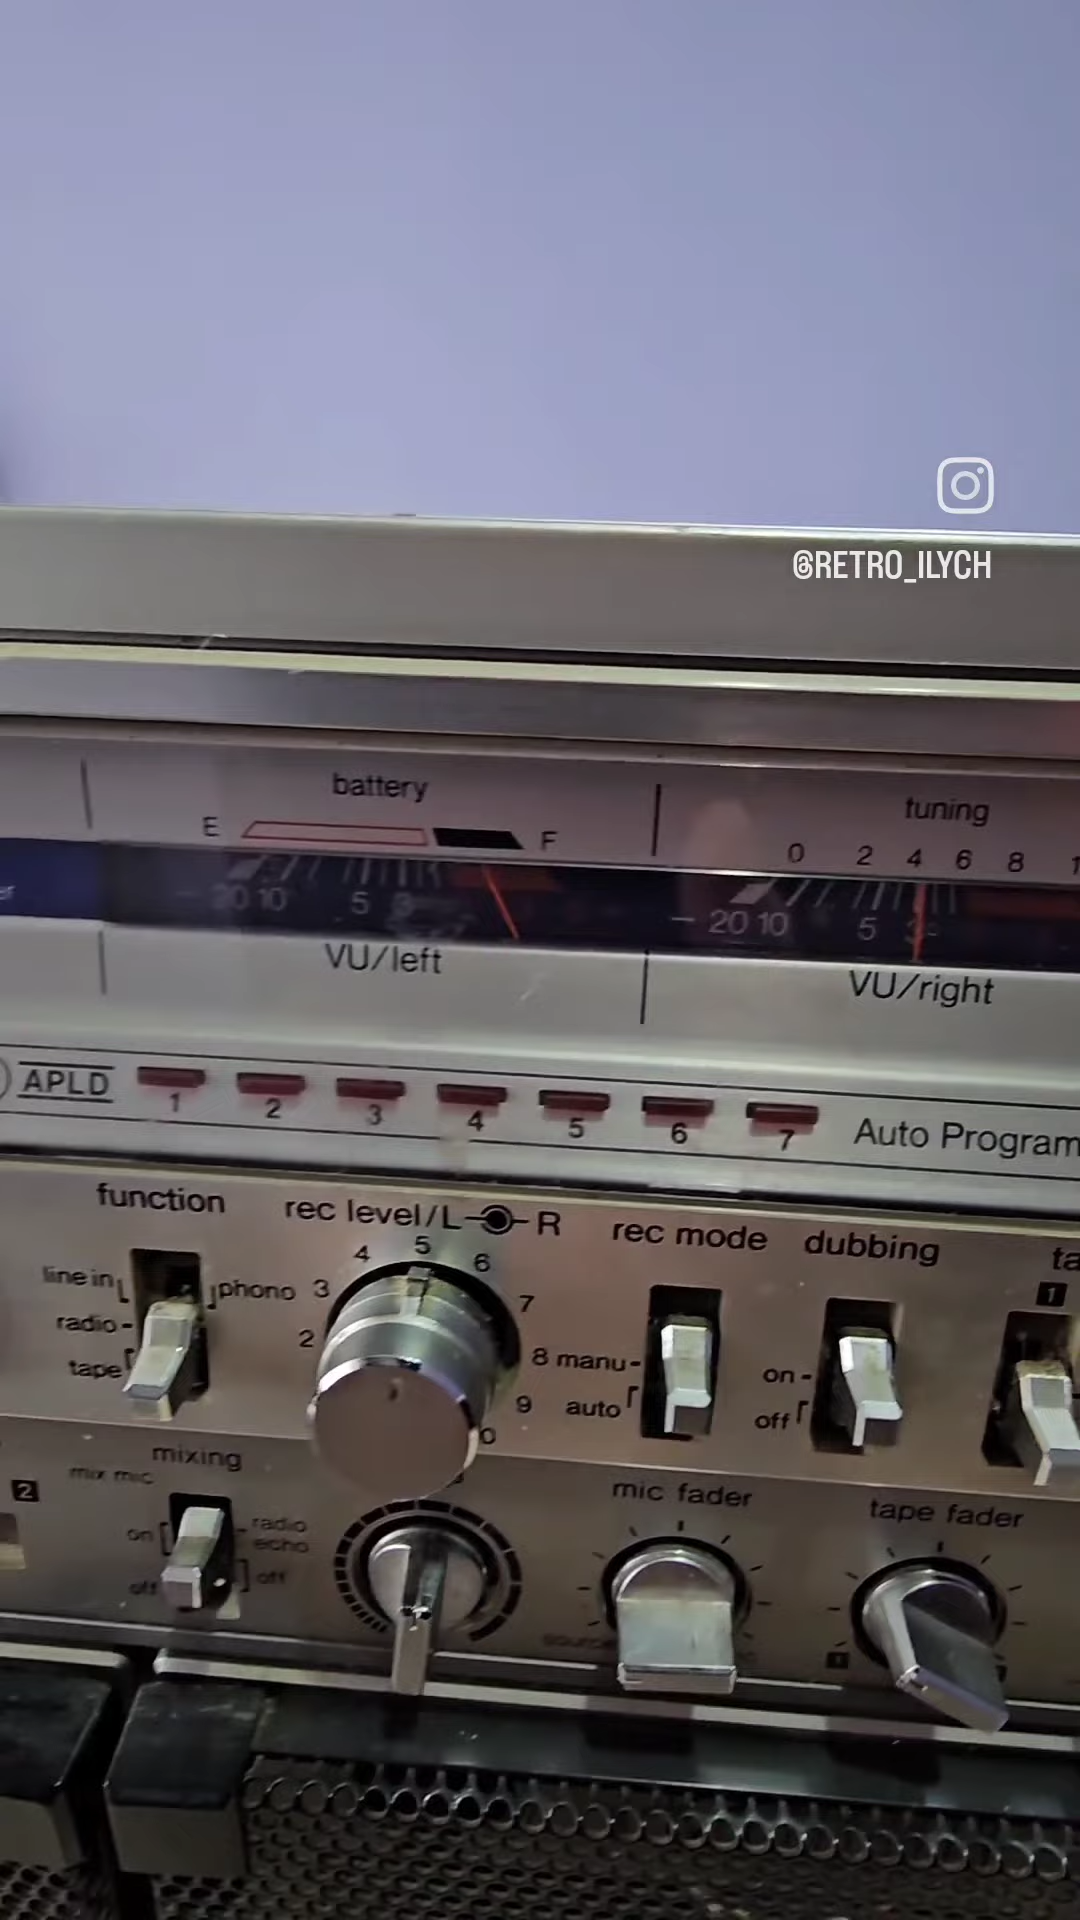 @RETRO_ILYCH
battery
E F
tuning
0 2 4 6 8
20 10 5 3
- 20 10 5
VU/left
VU/right
APLD
1 2 3 4 5 6 7
Auto Program
function
rec level/L R
rec mode
dubbing
1
line in
phono
radio
tape
2 3 4 5 6 7 8 9
manu
auto
on
off
mixing
mix mic
2
on
off
radio
echo
off
mic fader
tape fader